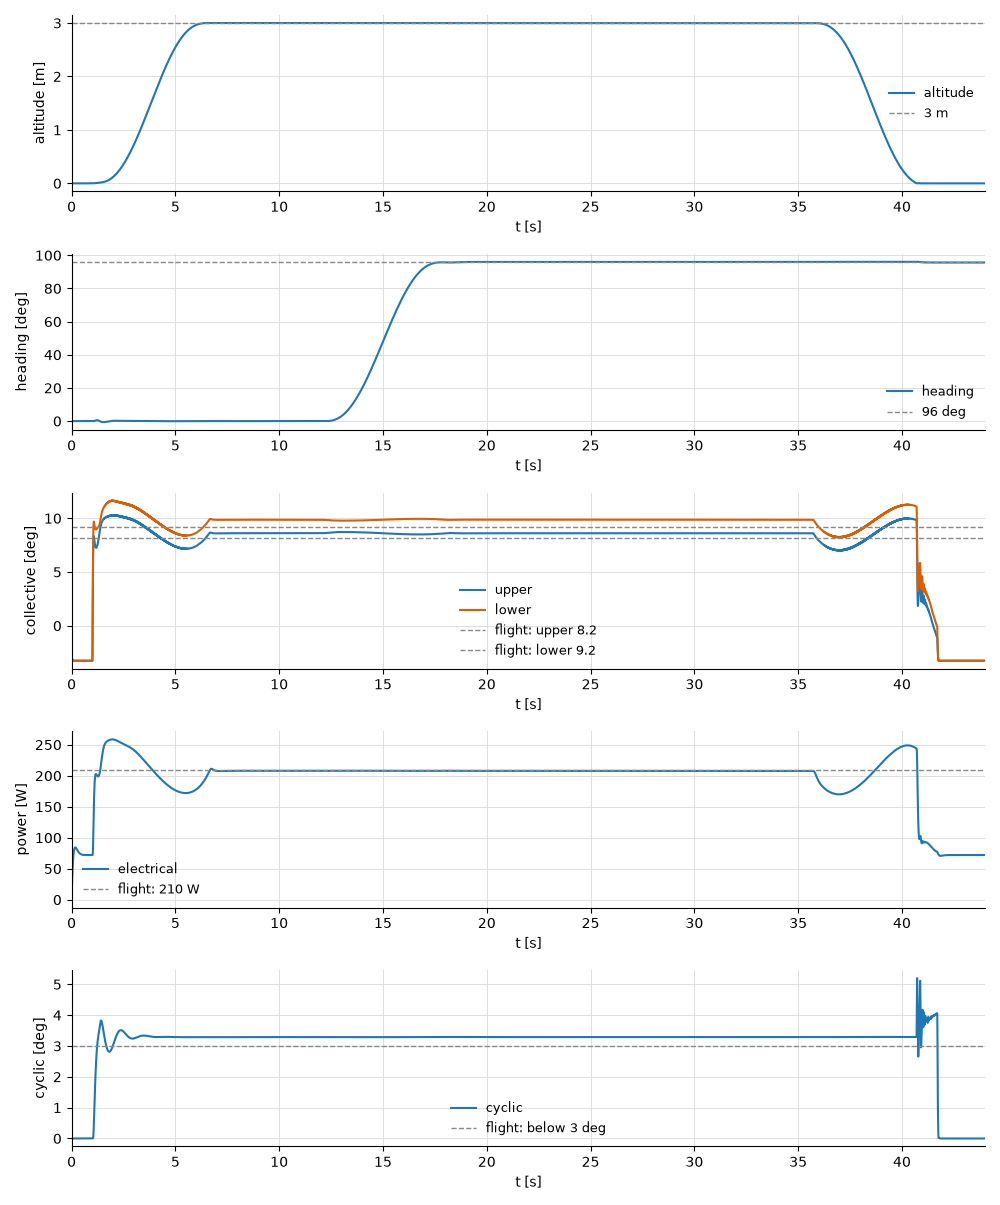 altitude [m]
3
2
1
0
altitude
3 m
0 5 10 15 20 25 30 35 40
t [s]
heading [deg]
100
80
60
40
20
0
heading
96 deg
0 5 10 15 20 25 30 35 40
t [s]
collective [deg]
10
5
0
upper
lower
flight: upper 8.2
flight: lower 9.2
0 5 10 15 20 25 30 35 40
t [s]
power [W]
250
200
150
100
50
0
electrical
flight: 210 W
0 5 10 15 20 25 30 35 40
t [s]
cyclic [deg]
5
4
3
2
1
0
cyclic
flight: below 3 deg
0 5 10 15 20 25 30 35 40
t [s]